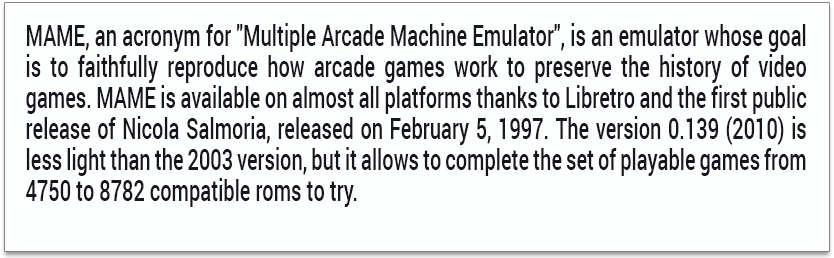 MAME, an acronym for "Multiple Arcade Machine Emulator", is an emulator whose goal
is to faithfully reproduce how arcade games work to preserve the history of video
games. MAME is available on almost all platforms thanks to Libretro and the first public
release of Nicola Salmoria, released on February 5, 1997. The version 0.139 (2010) is
less light than the 2003 version, but it allows to complete the set of playable games from
4750 to 8782 compatible roms to try.